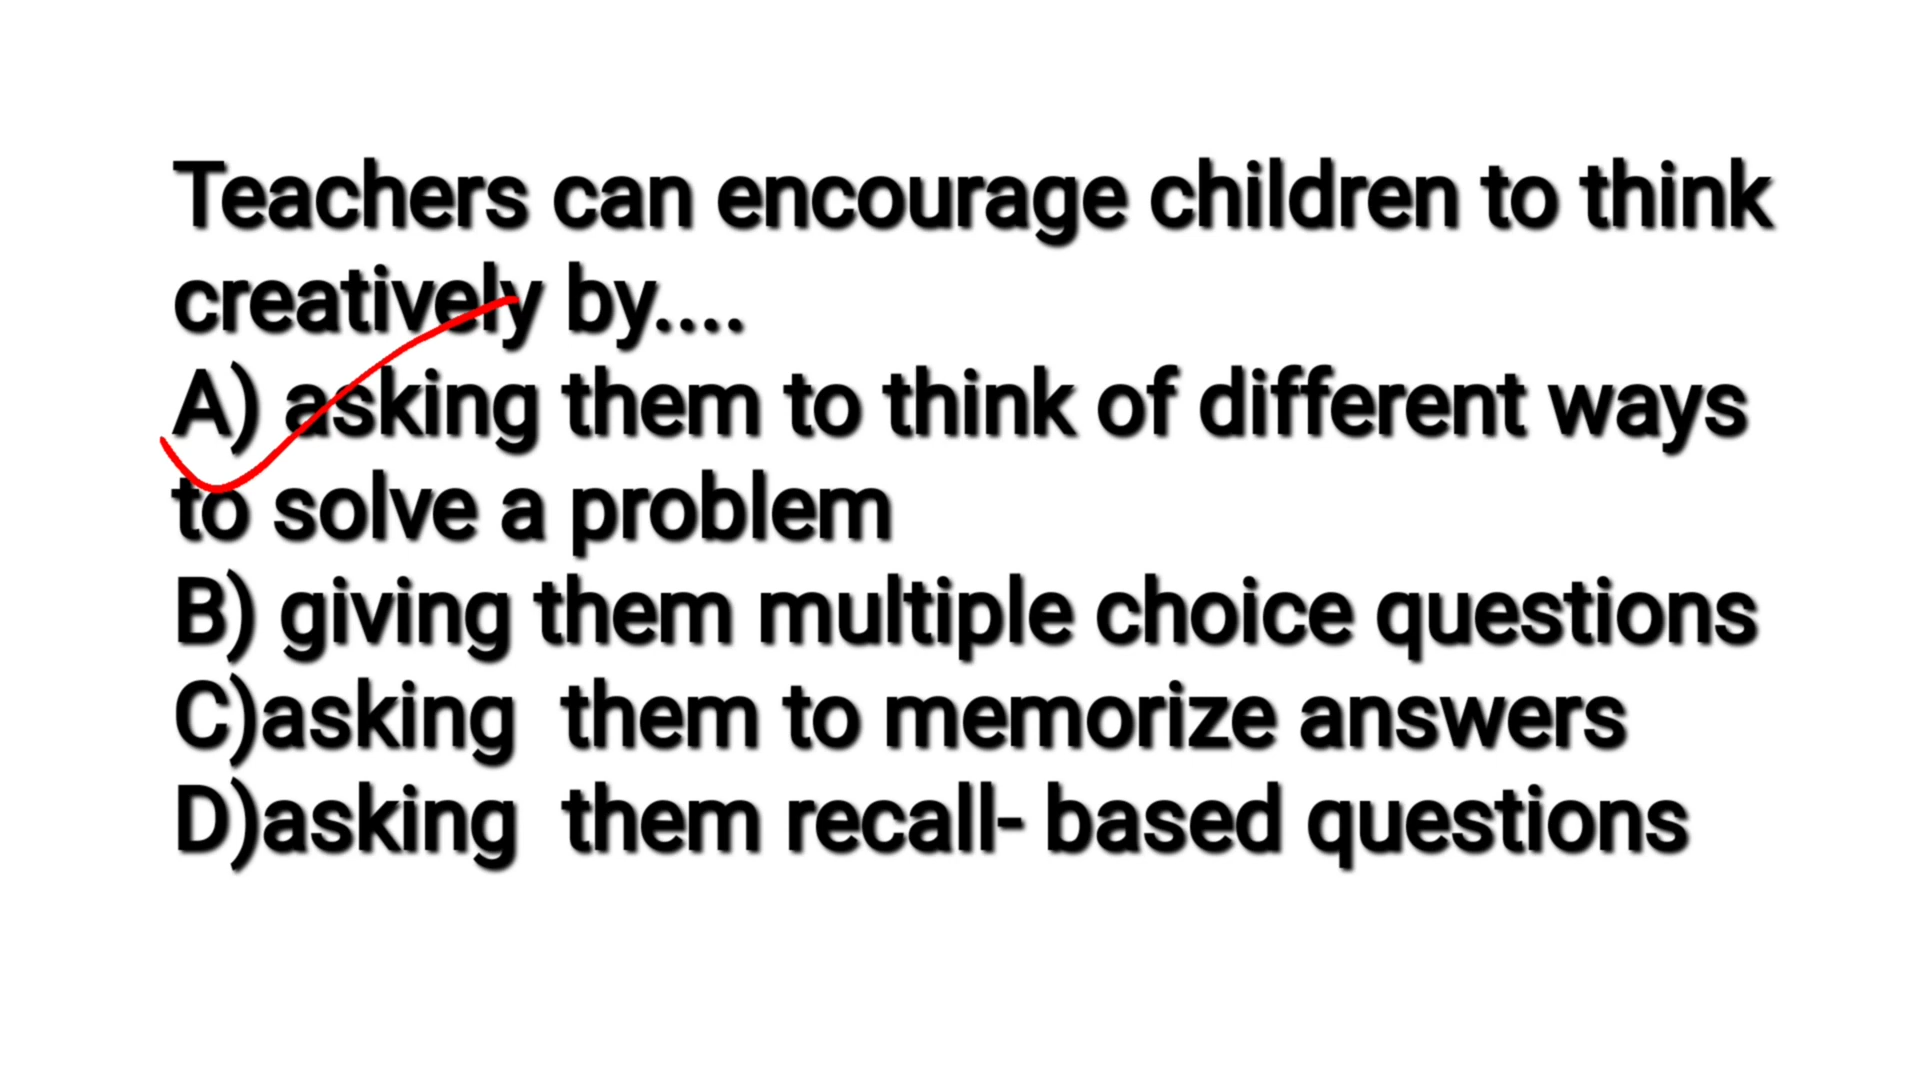 Teachers can encourage children to think
creatively by....
A) asking them to think of different ways
to solve a problem
B) giving them multiple choice questions
C)asking  them to memorize answers
D)asking  them recall- based questions